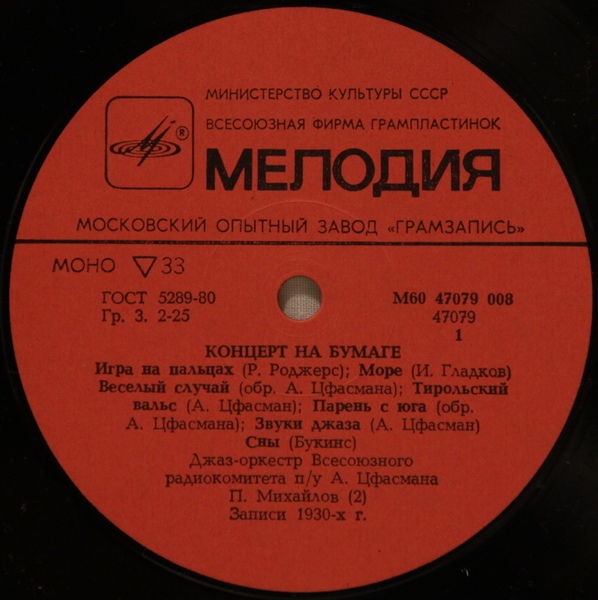 МИНИСТЕРСТВО КУЛЬТУРЫ СССР
ВСЕСОЮЗНАЯ ФИРМА ГРАМПЛАСТИНОК
®
МЕЛОДИЯ
МОСКОВСКИЙ ОПЫТНЫЙ ЗАВОД «ГРАМЗАПИСЬ»
МОНО ▽33
ГОСТ 5289-80 М60 47079 008
Гр. 3. 2-25 47079
1
КОНЦЕРТ НА БУМАГЕ
Игра на пальцах (Р. Роджерс); Море (И. Гладков)
Веселый случай (обр. А. Цфасмана); Тирольский
вальс (А. Цфасман); Парень с юга (обр.
А. Цфасмана); Звуки джаза (А. Цфасман)
Сны (Букинс)
Джаз-оркестр Всесоюзного
радиокомитета п/у А. Цфасмана
П. Михайлов (2)
Записи 1930-х г.